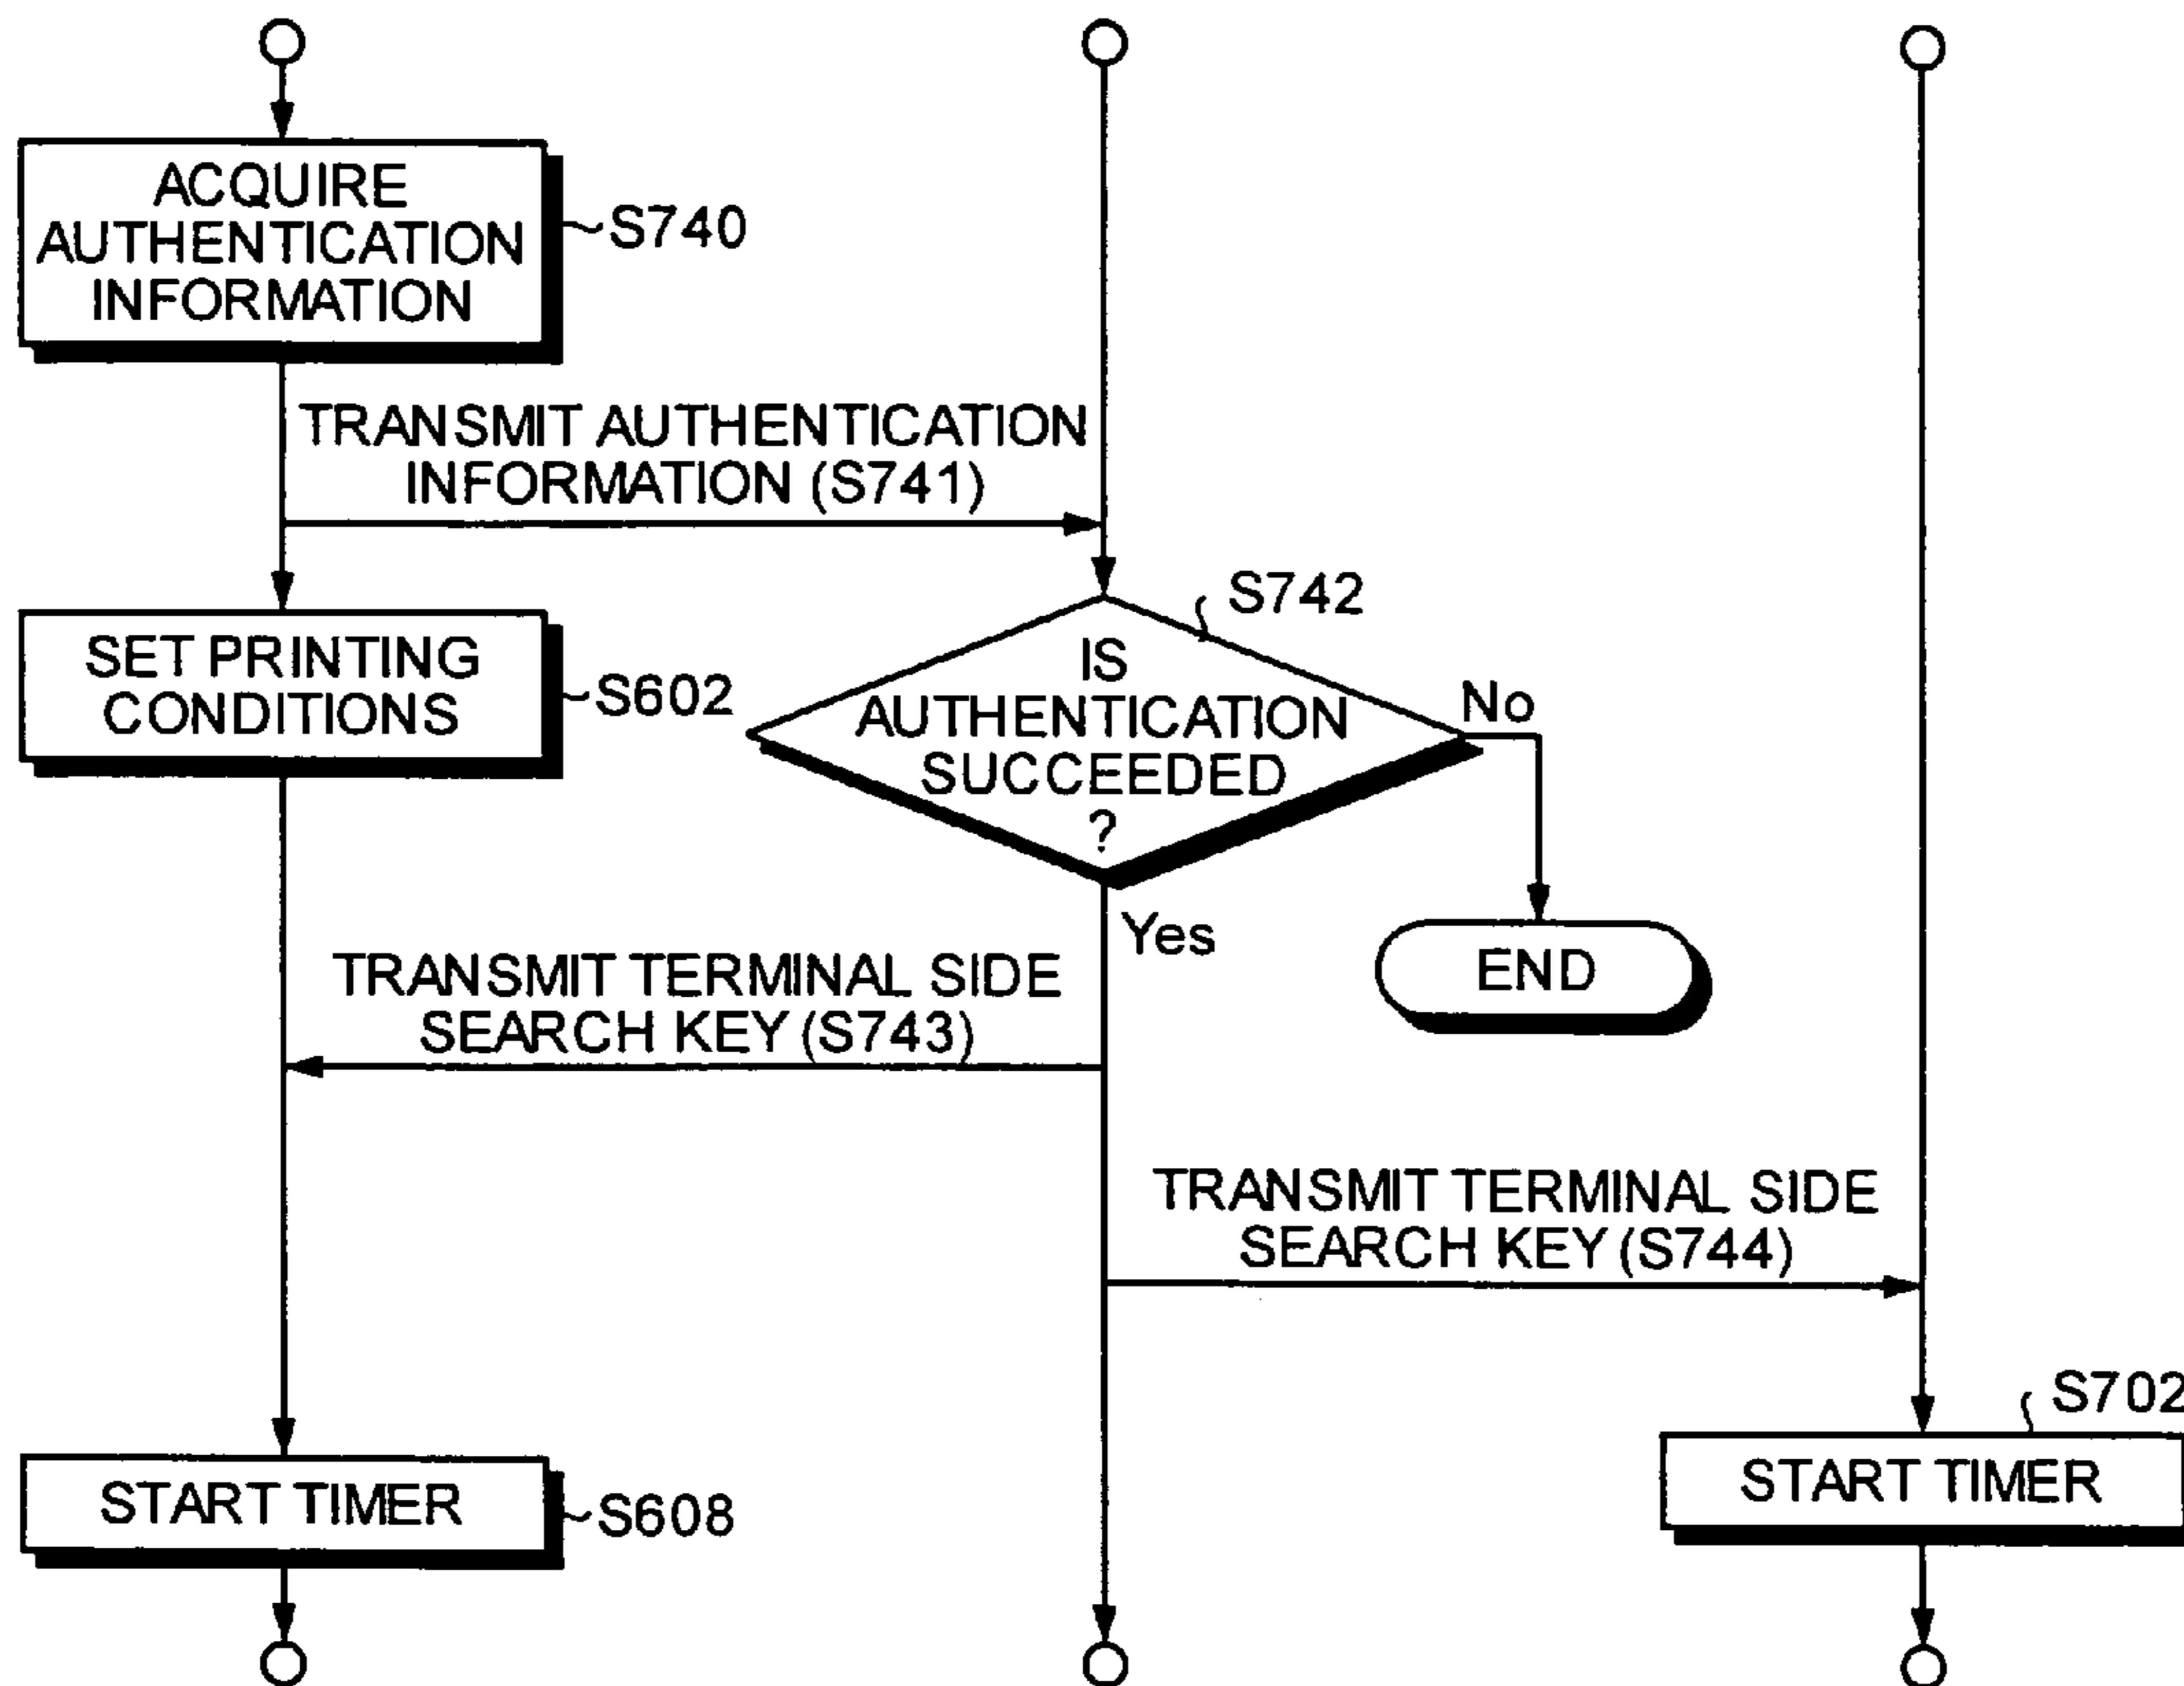 ACQUIRE
AUTHENTICATION
INFORMATION
S740
TRANSMIT AUTHENTICATION
INFORMATION (S741)
SET PRINTING
CONDITIONS
S602
S742
IS
AUTHENTICATION
SUCCEEDED
?
No
Yes
END
TRANSMIT TERMINAL SIDE
SEARCH KEY (S743)
TRANSMIT TERMINAL SIDE
SEARCH KEY (S744)
START TIMER
S608
S702
START TIMER